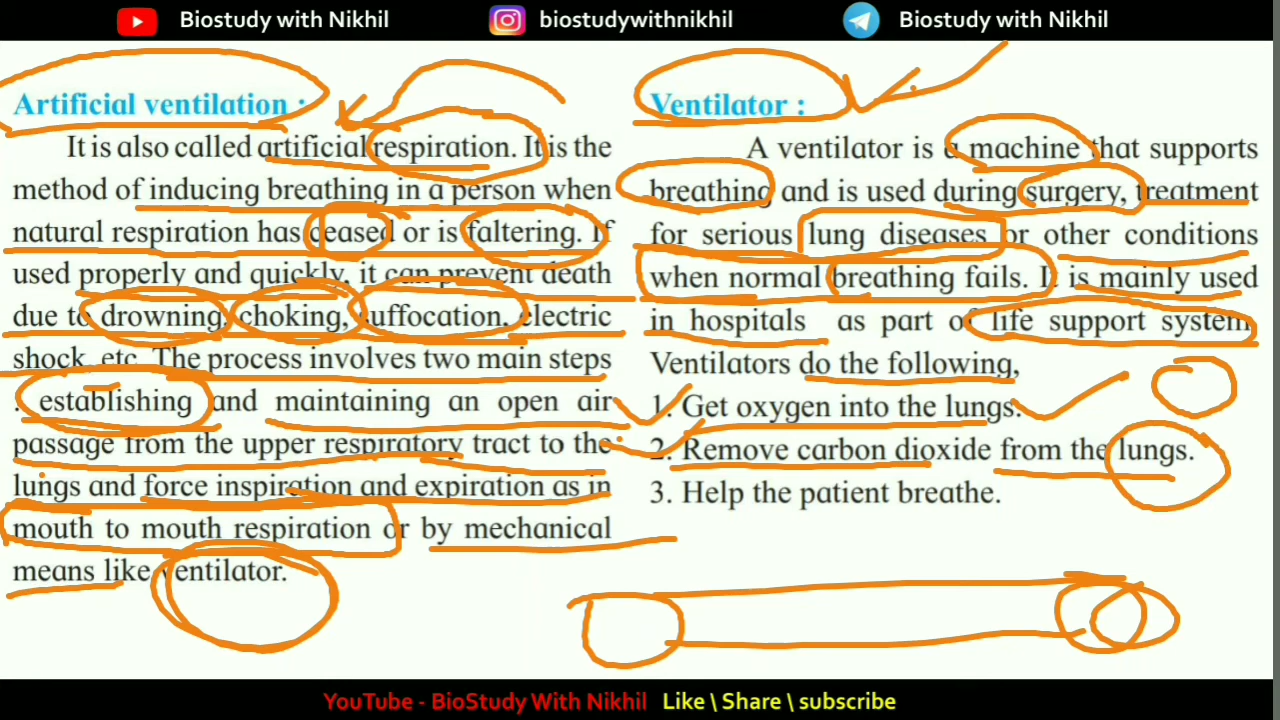 Biostudy with Nikhil
biostudywithnikhil
Biostudy with Nikhil
Artificial ventilation :
It is also called artificial respiration. It is the
method of inducing breathing in a person when
natural respiration has ceased or is faltering. If
used properly and quickly, it can prevent death
due to drowning, choking, suffocation, electric
shock, etc. The process involves two main steps
. establishing and maintaining an open air
passage from the upper respiratory tract to the
lungs and force inspiration and expiration as in
mouth to mouth respiration or by mechanical
means like ventilator.
Ventilator :
A ventilator is a machine that supports
breathing and is used during surgery, treatment
for serious lung diseases or other conditions
when normal breathing fails. It is mainly used
in hospitals as part of life support system
Ventilators do the following,
1. Get oxygen into the lungs.
2. Remove carbon dioxide from the lungs.
3. Help the patient breathe.
YouTube - BioStudy With Nikhil Like \ Share \ subscribe